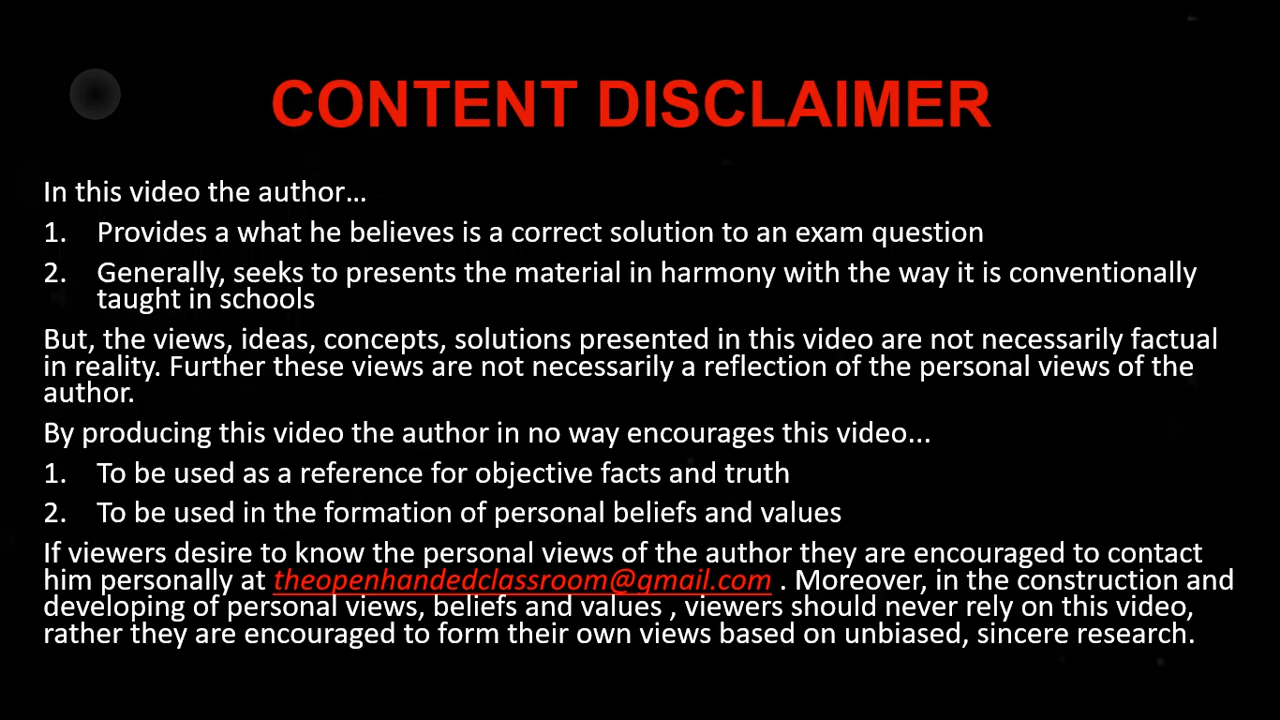 CONTENT DISCLAIMER
In this video the author...
1. Provides a what he believes is a correct solution to an exam question
2. Generally, seeks to presents the material in harmony with the way it is conventionally
taught in schools
But, the views, ideas, concepts, solutions presented in this video are not necessarily factual
in reality. Further these views are not necessarily a reflection of the personal views of the
author.
By producing this video the author in no way encourages this video...
1. To be used as a reference for objective facts and truth
2. To be used in the formation of personal beliefs and values
If viewers desire to know the personal views of the author they are encouraged to contact
him personally at theopenhandedclassroom@gmail.com . Moreover, in the construction and
developing of personal views, beliefs and values , viewers should never rely on this video,
rather they are encouraged to form their own views based on unbiased, sincere research.